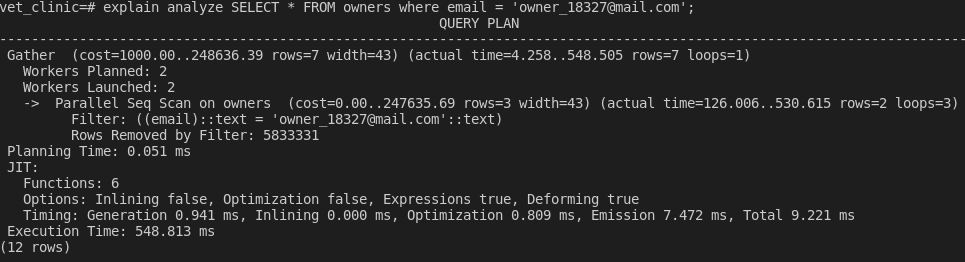 vet_clinic=# explain analyze SELECT * FROM owners where email = 'owner_18327@mail.com';
QUERY PLAN
--------------------------------------------------------------------------------------------------------------------------
Gather  (cost=1000.00..248636.39 rows=7 width=43) (actual time=4.258..548.505 rows=7 loops=1)
  Workers Planned: 2
  Workers Launched: 2
  ->  Parallel Seq Scan on owners  (cost=0.00..247635.69 rows=3 width=43) (actual time=126.006..530.615 rows=2 loops=3)
        Filter: ((email)::text = 'owner_18327@mail.com'::text)
        Rows Removed by Filter: 5833331
Planning Time: 0.051 ms
JIT:
  Functions: 6
  Options: Inlining false, Optimization false, Expressions true, Deforming true
  Timing: Generation 0.941 ms, Inlining 0.000 ms, Optimization 0.809 ms, Emission 7.472 ms, Total 9.221 ms
Execution Time: 548.813 ms
(12 rows)